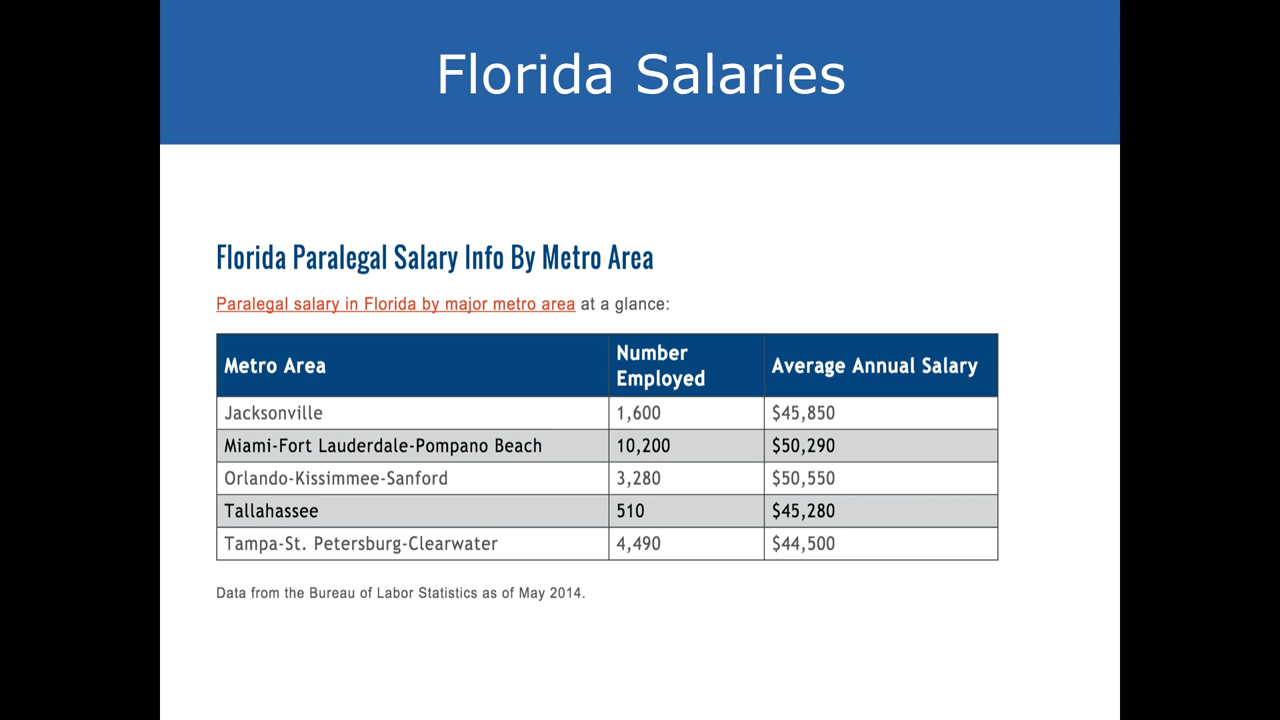 Florida Salaries
Florida Paralegal Salary Info By Metro Area
Paralegal salary in Florida by major metro area at a glance:
Metro Area Number Employed Average Annual Salary
Jacksonville 1,600 $45,850
Miami-Fort Lauderdale-Pompano Beach 10,200 $50,290
Orlando-Kissimmee-Sanford 3,280 $50,550
Tallahassee 510 $45,280
Tampa-St. Petersburg-Clearwater 4,490 $44,500
Data from the Bureau of Labor Statistics as of May 2014.